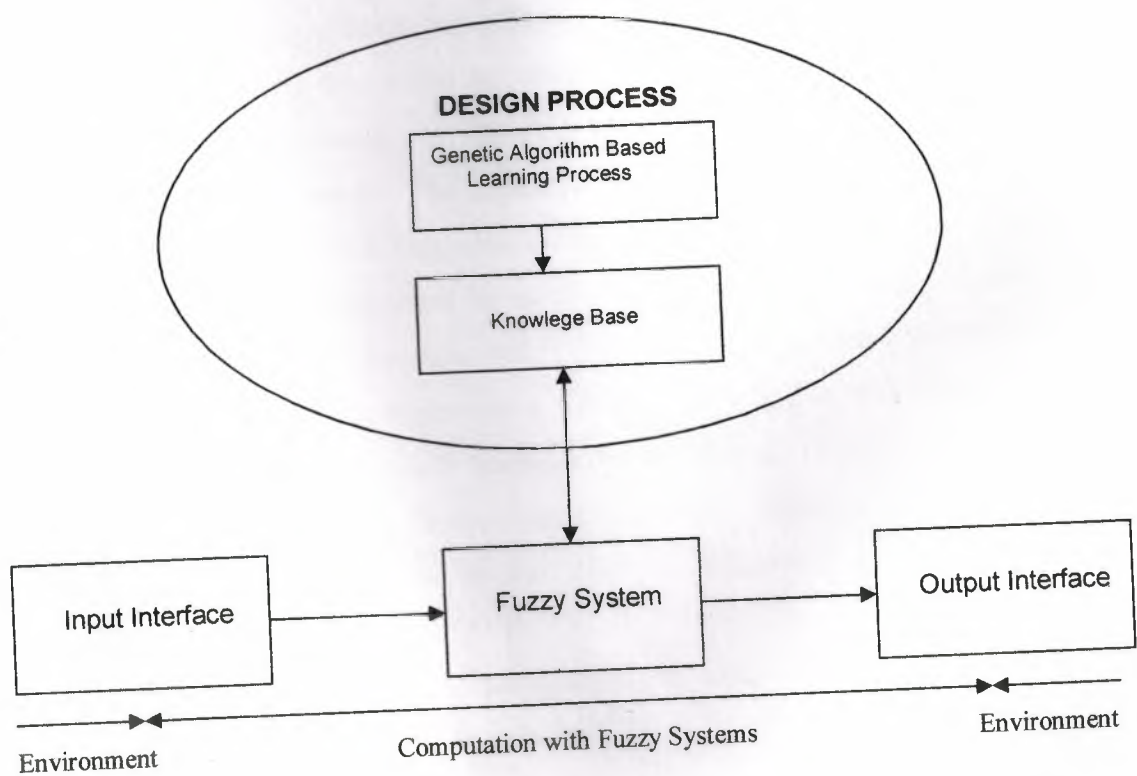 DESIGN PROCESS
Genetic Algorithm Based
Learning Process
Knowlege Base
Input Interface
Fuzzy System
Output Interface
Environment
Computation with Fuzzy Systems
Environment